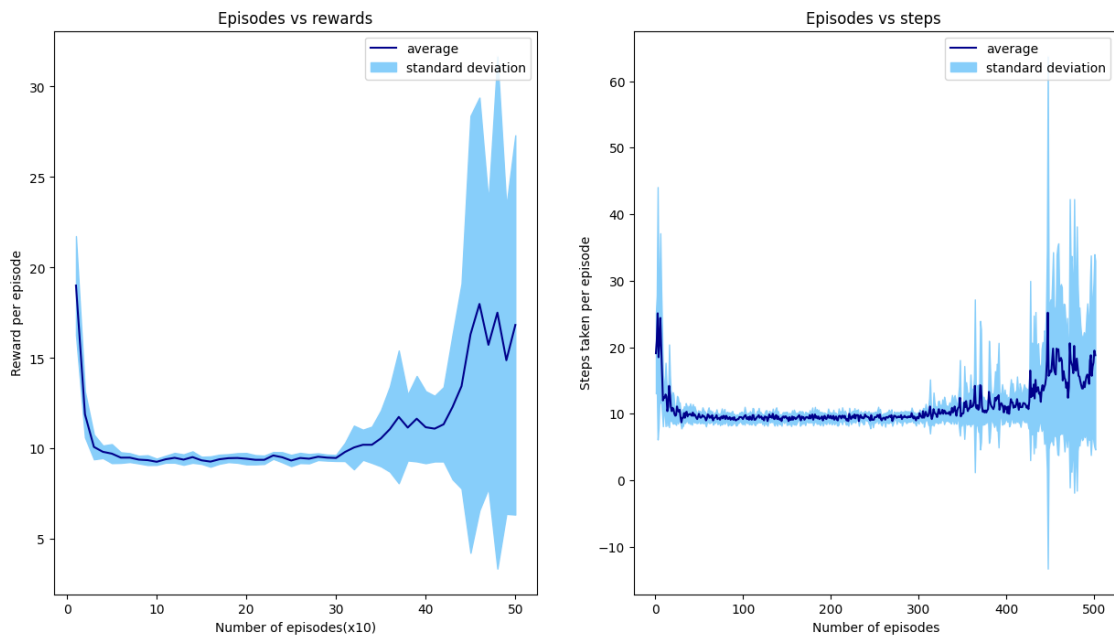 Episodes vs rewards
average
standard deviation
Reward per episode
30
25
20
15
10
5
0
10
20
30
40
50
Number of episodes(x10)
Episodes vs steps
average
standard deviation
Steps taken per episode
60
50
40
30
20
10
0
−10
0
100
200
300
400
500
Number of episodes